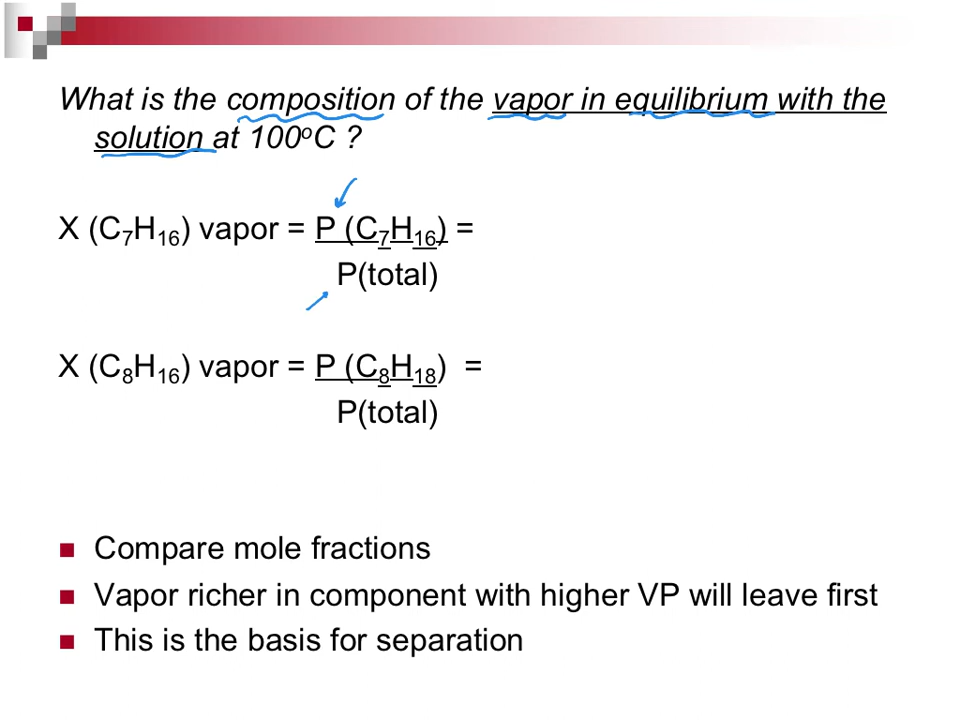 What is the composition of the vapor in equilibrium with the
solution at 100°C ?
X (C₇H₁₆) vapor = P (C₇H₁₆) =
P(total)
X (C₈H₁₆) vapor = P (C₈H₁₈) =
P(total)
Compare mole fractions
Vapor richer in component with higher VP will leave first
This is the basis for separation